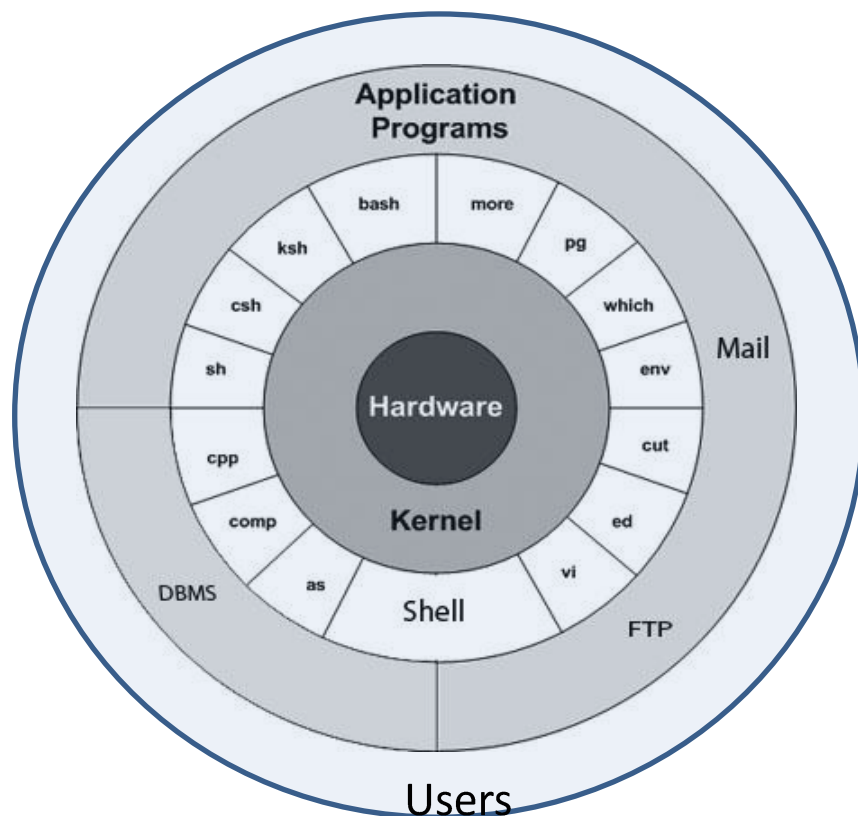 Application
Programs
bash
more
ksh
pg
csh
which
sh
env
Mail
Hardware
cpp
cut
comp
Kernel
ed
DBMS
as
Shell
vi
FTP
Users